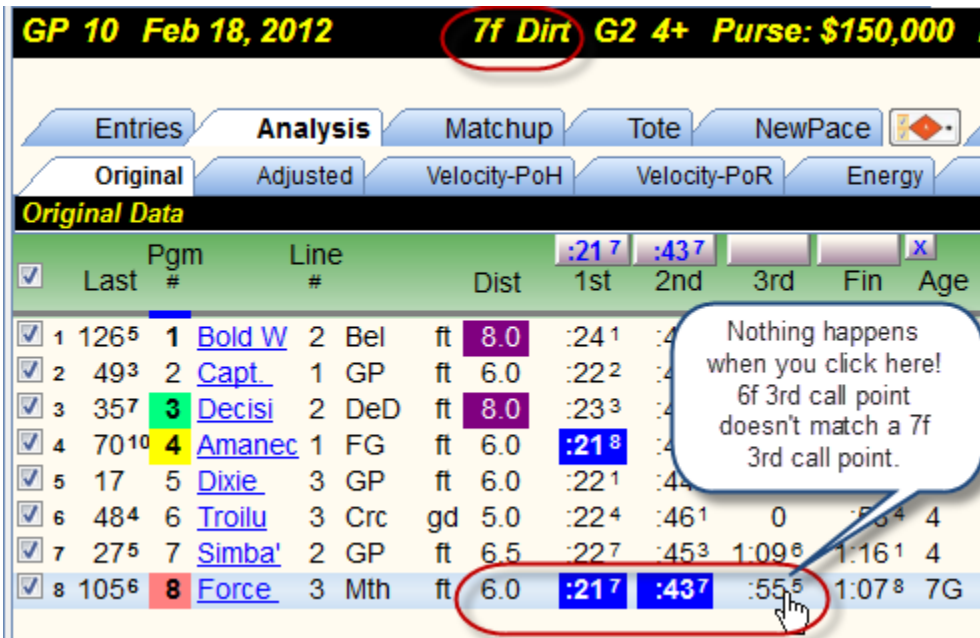 GP 10 Feb 18, 2012 7f Dirt G2 4+ Purse: $150,000
Entries Analysis Matchup Tote NewPace
Original Adjusted Velocity-PoH Velocity-PoR Energy
Original Data
:21 7 :43 7 X
Last Pgm # Line # Dist 1st 2nd 3rd Fin Age
1 126 5 1 Bold W 2 Bel ft 8.0 :24 1
2 49 3 2 Capt. 1 GP ft 6.0 :22 2
3 35 7 3 Decisi 2 DeD ft 8.0 :23 3
4 70 10 4 Amanec 1 FG ft 6.0 :21 8
5 17 5 Dixie 3 GP ft 6.0 :22 1
6 48 4 6 Troilu 3 Crc gd 5.0 :22 4 :46 1 0 4
7 27 5 7 Simba' 2 GP ft 6.5 :22 7 :45 3 1:09 6 1:16 1 4
8 105 6 8 Force 3 Mth ft 6.0 :21 7 :43 7 :55 5 1:07 8 7G
Nothing happens
when you click here!
6f 3rd call point
doesn't match a 7f
3rd call point.